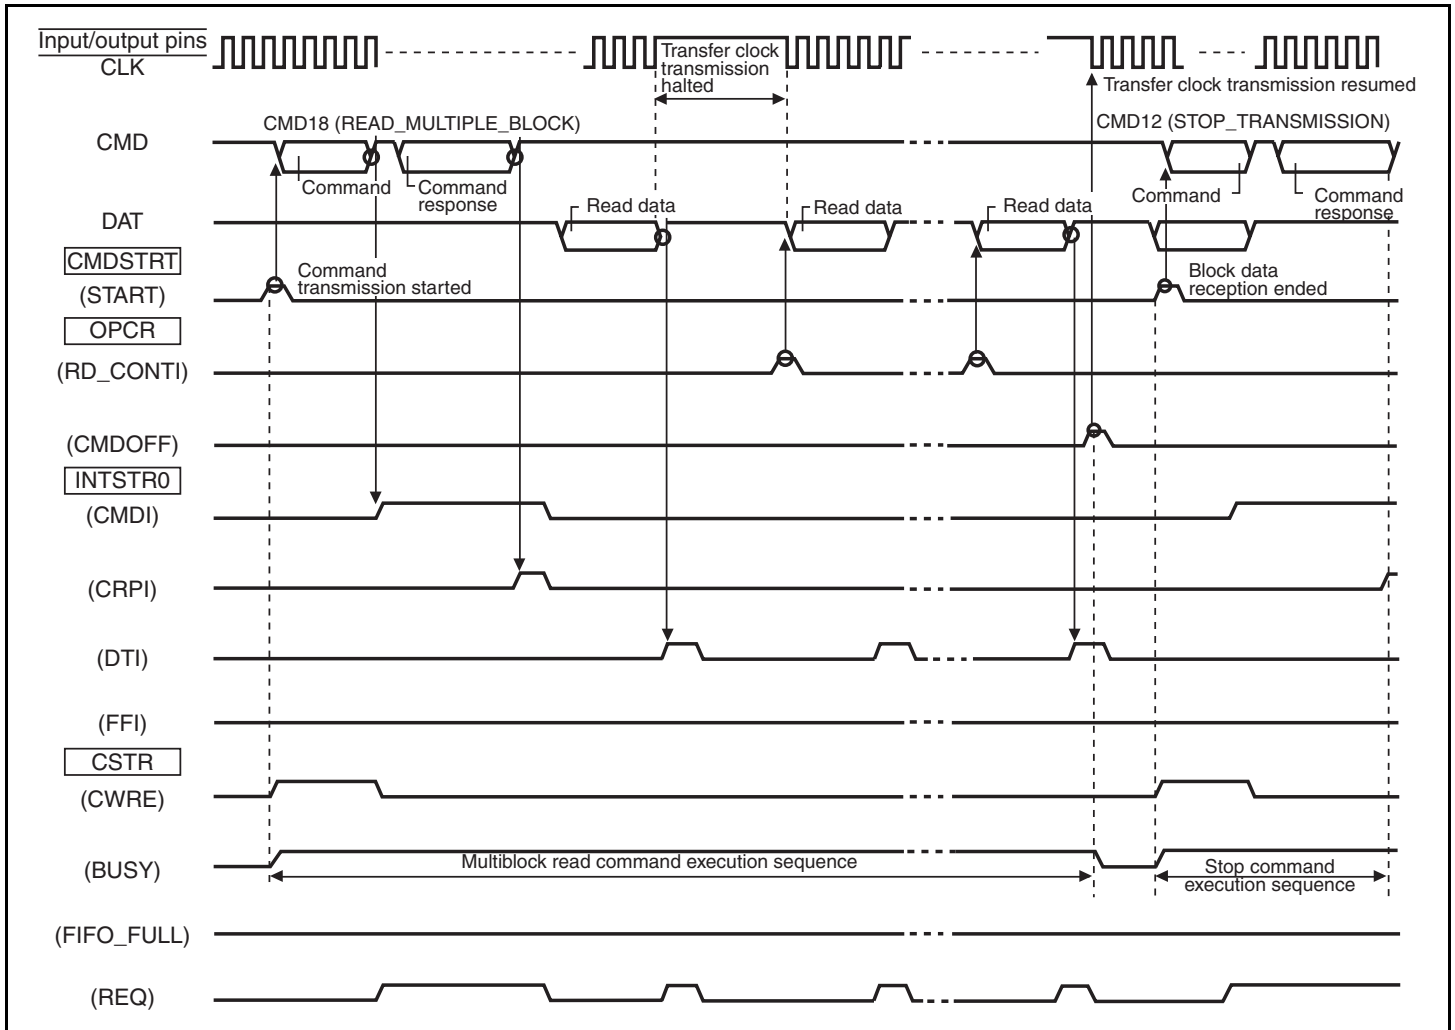 Input/output pins
CLK
Transfer clock
transmission
halted
Transfer clock transmission resumed
CMD18 (READ_MULTIPLE_BLOCK)
CMD12 (STOP_TRANSMISSION)
CMD
Command
Command
response
Command
Command
response
DAT
Read data
Read data
Read data
CMDSTRT
(START)
Command
transmission started
Block data
reception ended
OPCR
(RD_CONTI)
(CMDOFF)
INTSTR0
(CMDI)
(CRPI)
(DTI)
(FFI)
CSTR
(CWRE)
(BUSY)
Multiblock read command execution sequence
Stop command
execution sequence
(FIFO_FULL)
(REQ)